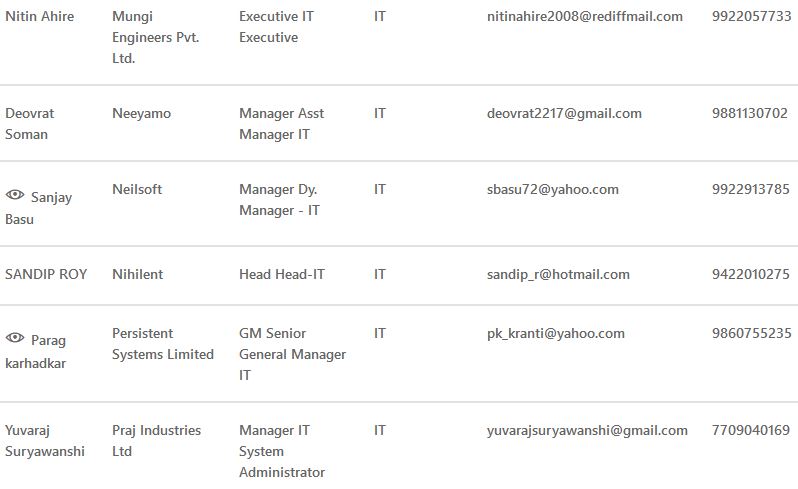 Nitin Ahire Mungi Executive IT IT nitinahire2008@rediffmail.com 9922057733
Engineers Pvt. Executive
Ltd.
Deovrat Neeyamo Manager Asst IT deovrat2217@gmail.com 9881130702
Soman Manager IT
Sanjay Neilsoft Manager Dy. IT sbasu72@yahoo.com 9922913785
Basu Manager - IT
SANDIP ROY Nihilent Head Head-IT IT sandip_r@hotmail.com 9422010275
Parag Persistent GM Senior IT pk_kranti@yahoo.com 9860755235
karhadkar Systems Limited General Manager
IT
Yuvaraj Praj Industries Manager IT IT yuvarajsuryawanshi@gmail.com 7709040169
Suryawanshi Ltd System
Administrator